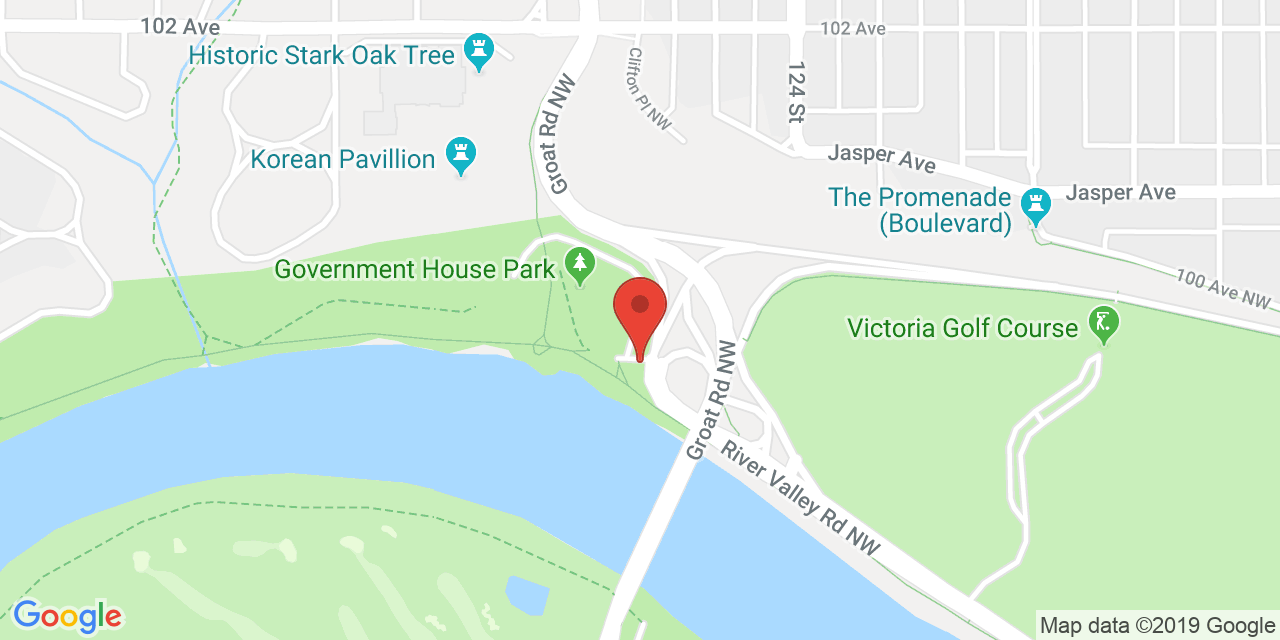 102 Ave
102 Ave
Historic Stark Oak Tree
Clifton Pl NW
Groat Rd NW
124 St
Korean Pavillion
Jasper Ave
Jasper Ave
The Promenade
(Boulevard)
Government House Park
100 Ave NW
Victoria Golf Course
Groat Rd NW
River Valley Rd NW
Google
Map data ©2019 Google